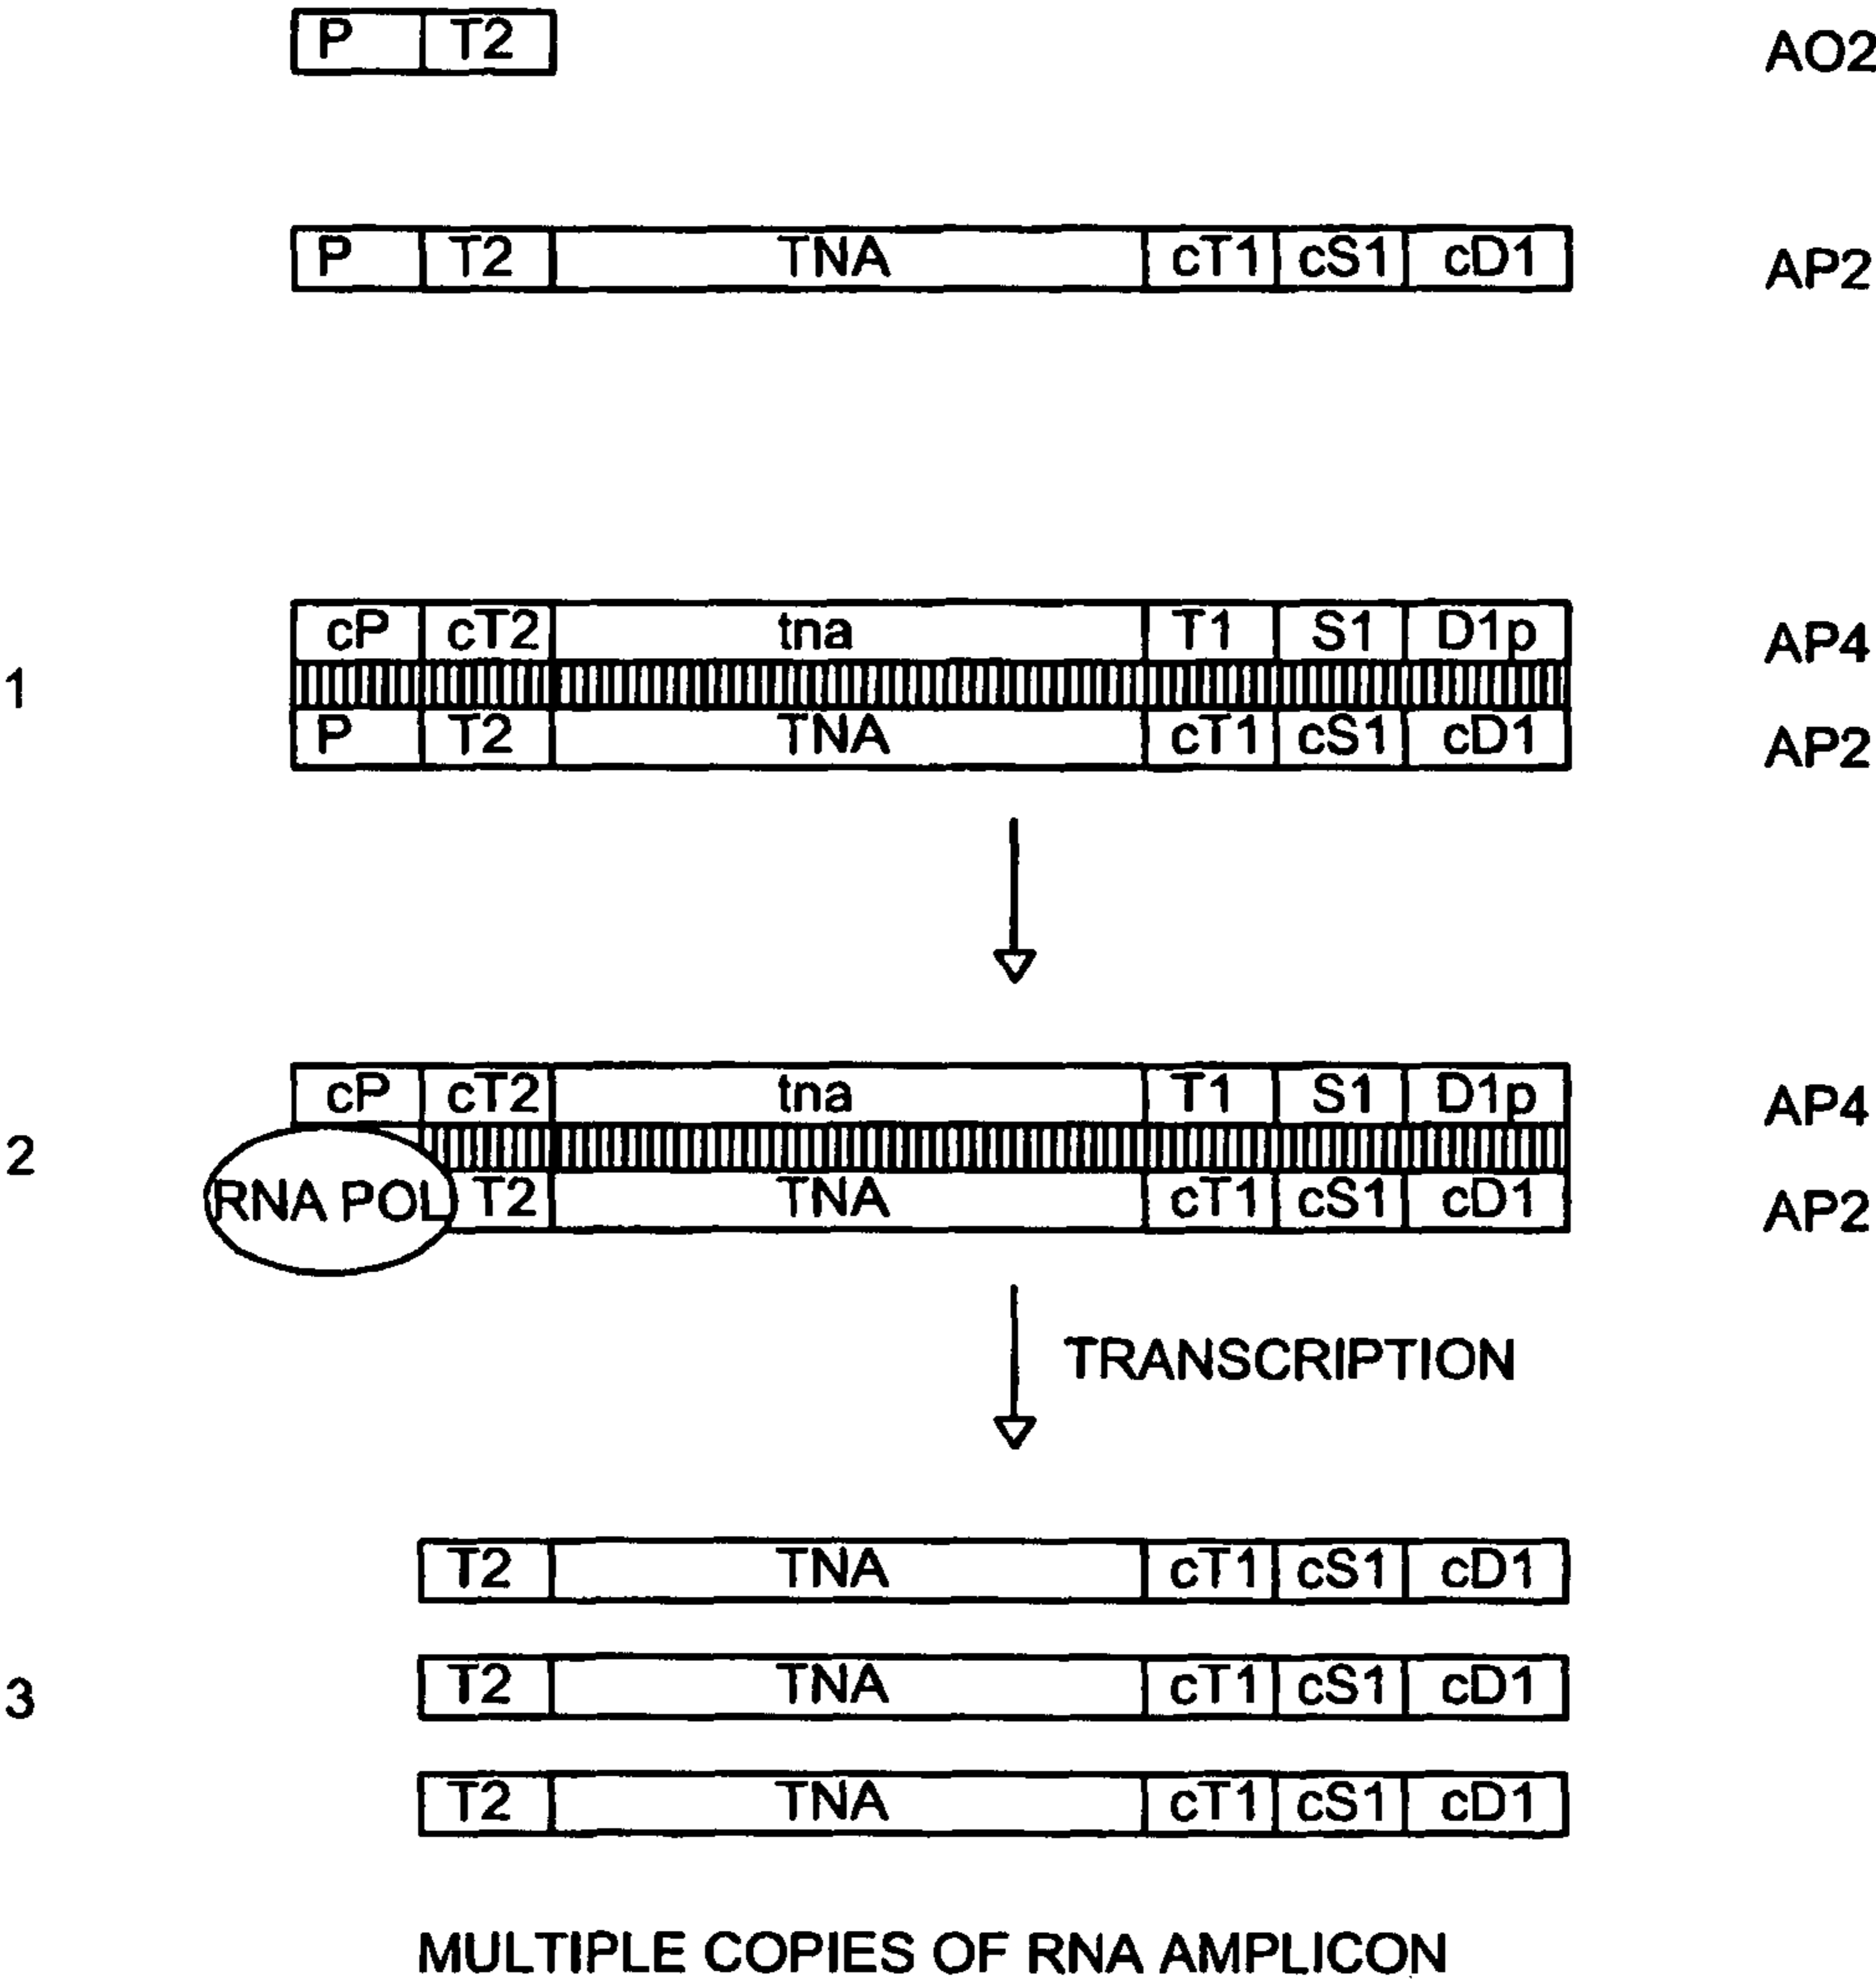 P T2 AO2
P T2 TNA cT1 cS1 cD1 AP2
cP cT2 tna T1 S1 D1p AP4
1
P T2 TNA cT1 cS1 cD1 AP2
cP cT2 tna T1 S1 D1p AP4
2
RNA POL T2 TNA cT1 cS1 cD1 AP2
TRANSCRIPTION
T2 TNA cT1 cS1 cD1
3 T2 TNA cT1 cS1 cD1
T2 TNA cT1 cS1 cD1
MULTIPLE COPIES OF RNA AMPLICON